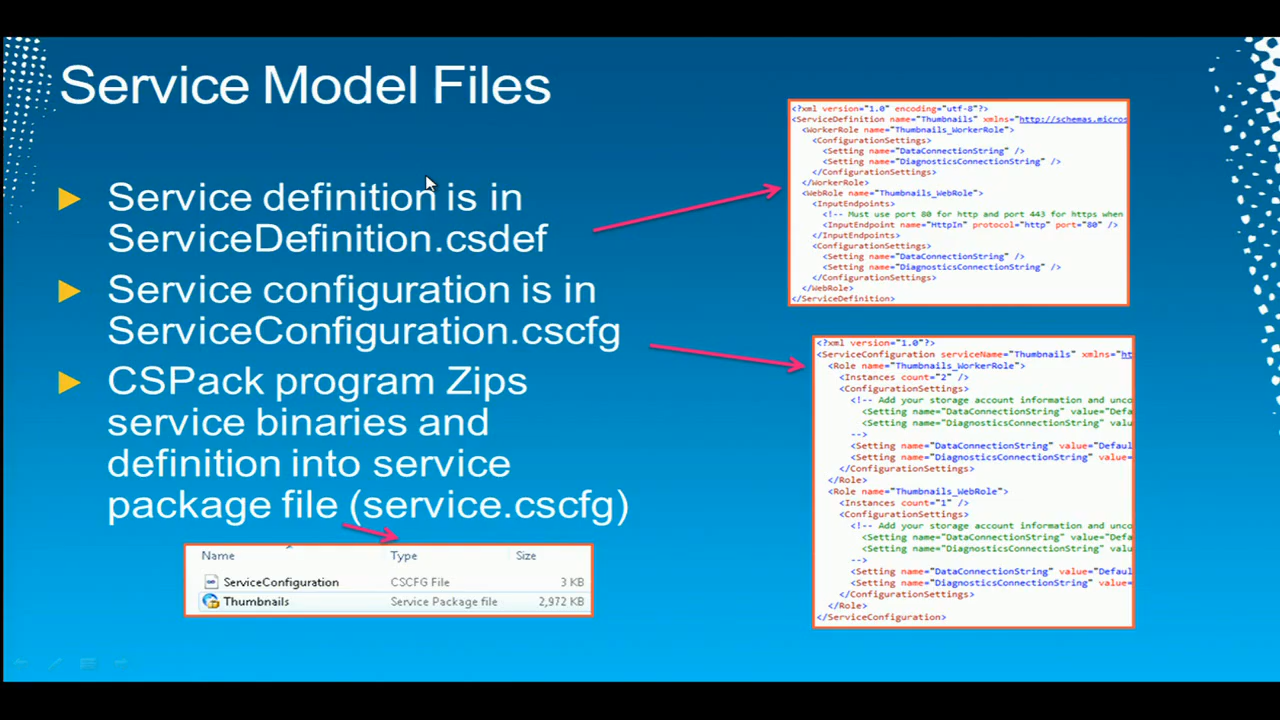 Service Model Files
Service definition is in
ServiceDefinition.csdef
Service configuration is in
ServiceConfiguration.cscfg
CSPack program Zips
service binaries and
definition into service
package file (service.cscfg)
Name Type Size
ServiceConfiguration CSCFG File 3 KB
Thumbnails Service Package file 2,972 KB
<?xml version="1.0" encoding="utf-8"?>
<ServiceDefinition name="Thumbnails" xmlns="http://schemas.micros
<WorkerRole name="Thumbnails_WorkerRole">
<ConfigurationSettings>
<Setting name="DataConnectionString" />
<Setting name="DiagnosticsConnectionString" />
</ConfigurationSettings>
</WorkerRole>
<WebRole name="Thumbnails_WebRole">
<InputEndpoints>
<!-- Must use port 80 for http and port 443 for https when
<InputEndpoint name="HttpIn" protocol="http" port="80" />
</InputEndpoints>
<ConfigurationSettings>
<Setting name="DataConnectionString" />
<Setting name="DiagnosticsConnectionString" />
</ConfigurationSettings>
</WebRole>
</ServiceDefinition>
<?xml version="1.0"?>
<ServiceConfiguration serviceName="Thumbnails" xmlns="ht
<Role name="Thumbnails_WorkerRole">
<Instances count="2" />
<ConfigurationSettings>
<!-- Add your storage account information and unco
<Setting name="DataConnectionString" value="Defa
<Setting name="DiagnosticsConnectionString" valu
-->
<Setting name="DataConnectionString" value="Defaul
<Setting name="DiagnosticsConnectionString" value=
</ConfigurationSettings>
</Role>
<Role name="Thumbnails_WebRole">
<Instances count="1" />
<ConfigurationSettings>
<!-- Add your storage account information and unco
<Setting name="DataConnectionString" value="Defa
<Setting name="DiagnosticsConnectionString" valu
-->
<Setting name="DataConnectionString" value="Defaul
<Setting name="DiagnosticsConnectionString" value=
</ConfigurationSettings>
</Role>
</ServiceConfiguration>